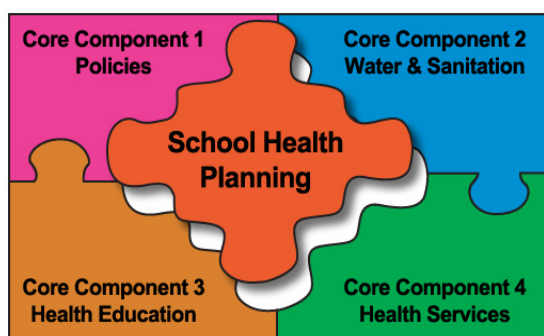 Core Component 1
Policies
Core Component 2
Water & Sanitation
School Health
Planning
Core Component 3
Health Education
Core Component 4
Health Services